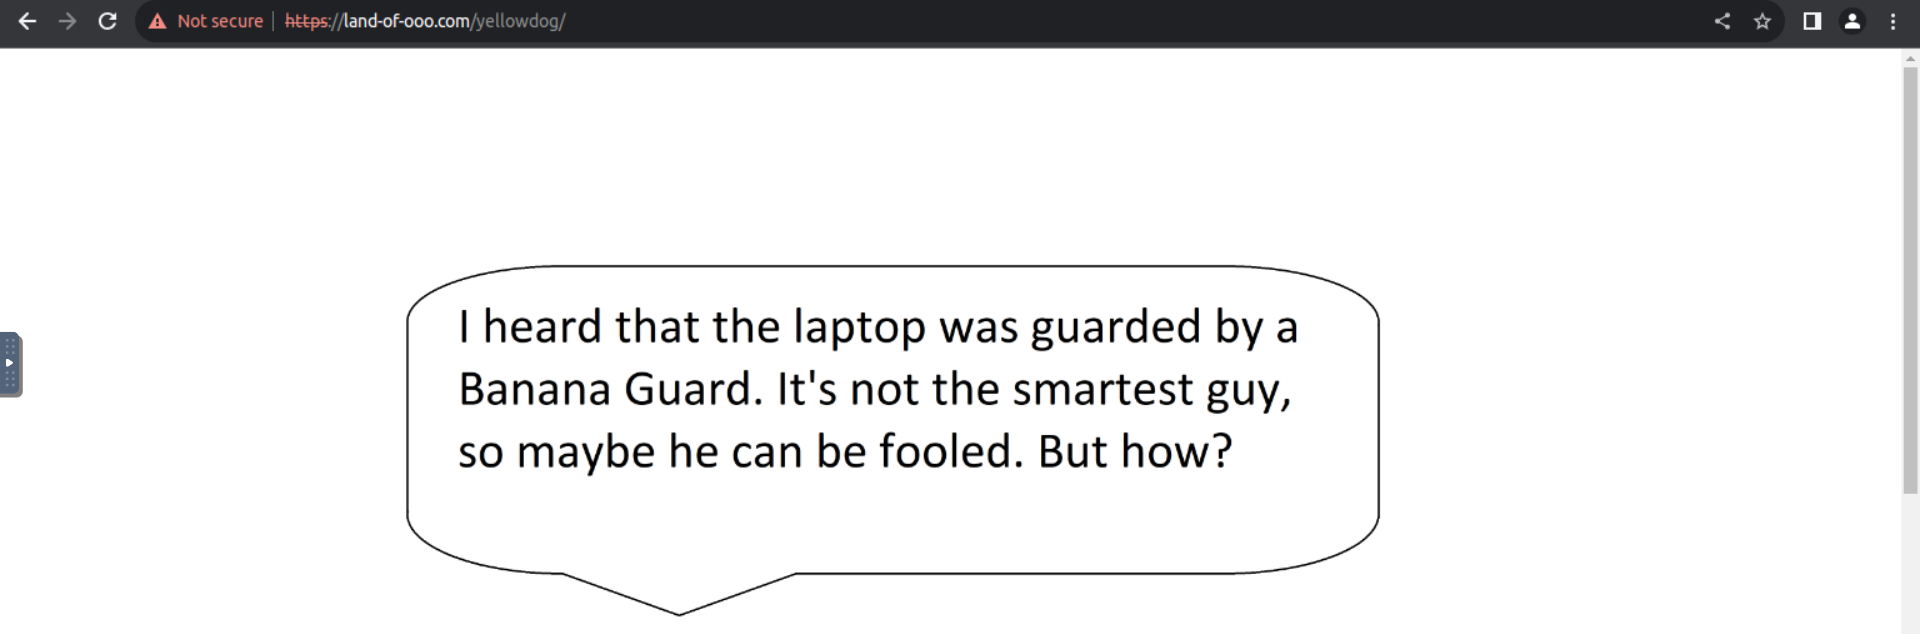 Not secure https://land-of-ooo.com/yellowdog/
I heard that the laptop was guarded by a
Banana Guard. It's not the smartest guy,
so maybe he can be fooled. But how?